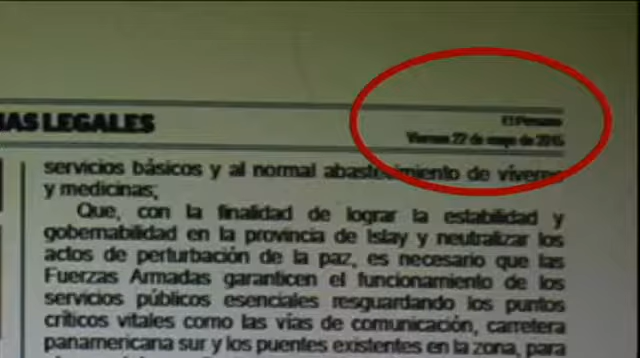 AS LEGALES
El Peruano
Viernes 22 de mayo de 2015
servicios básicos y al normal abastecimiento de víveres
y medicinas;
Que, con la finalidad de lograr la estabilidad y
gobernabilidad en la provincia de Islay y neutralizar los
actos de perturbación de la paz, es necesario que las
Fuerzas Armadas garanticen el funcionamiento de los
servicios públicos esenciales resguardando los puntos
críticos vitales como las vías de comunicación, carretera
panamericana sur y los puentes existentes en la zona, para